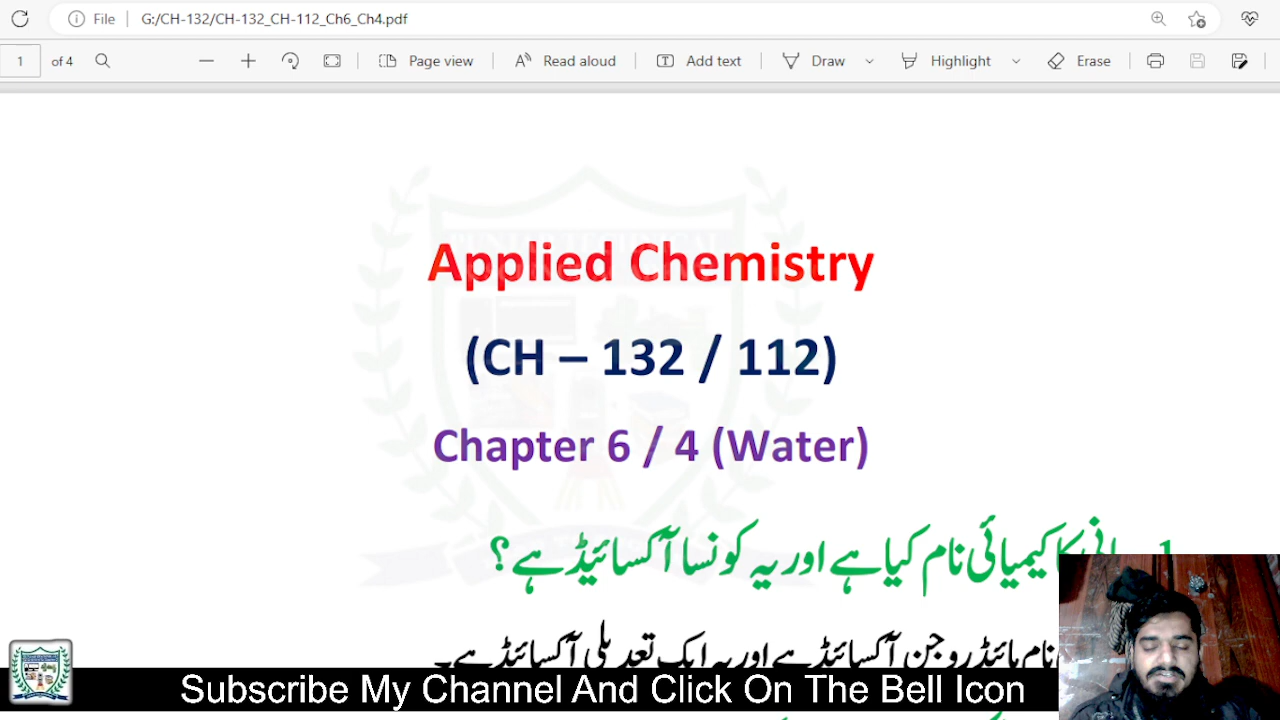 File G:/CH-132/CH-132_CH-112_Ch6_Ch4.pdf
1 of 4 Page view Read aloud Add text Draw Highlight Erase
Applied Chemistry
(CH – 132 / 112)
Chapter 6 / 4 (Water)
کیمیائی نام کیا ہے اور یہ کونسا آکسائیڈ ہے ؟
نام ہائیڈروجن آکسائیڈ ہے اور یہ ایک تعدیلی آکسائیڈ ہے۔
Subscribe My Channel And Click On The Bell Icon